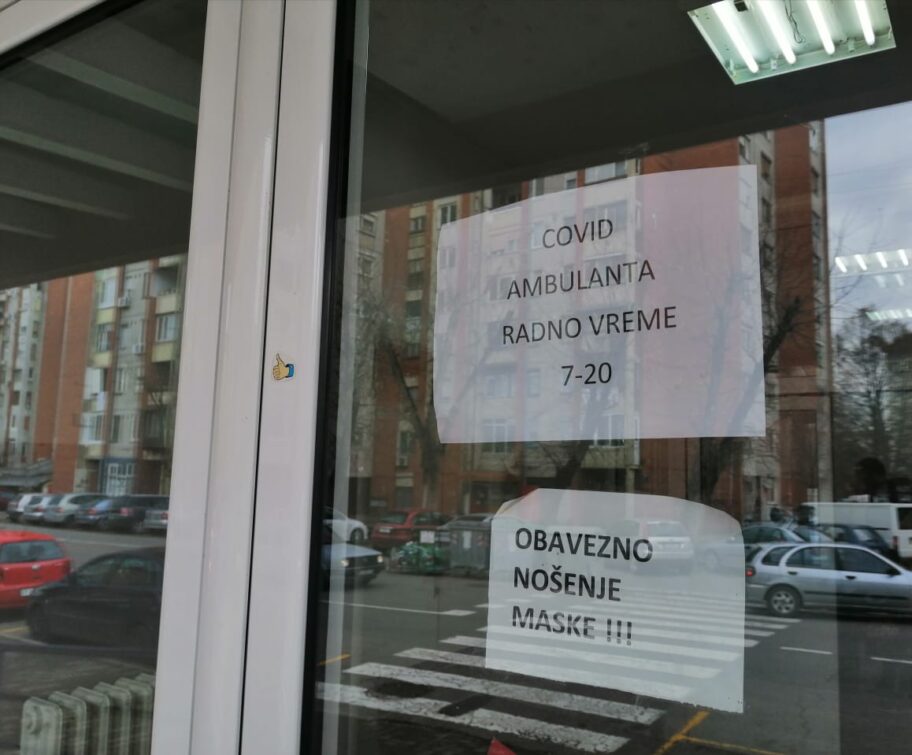 COVID
AMBULANTA
RADNO VREME
7-20
OBAVEZNO
NOŠENJE
MASKE !!!